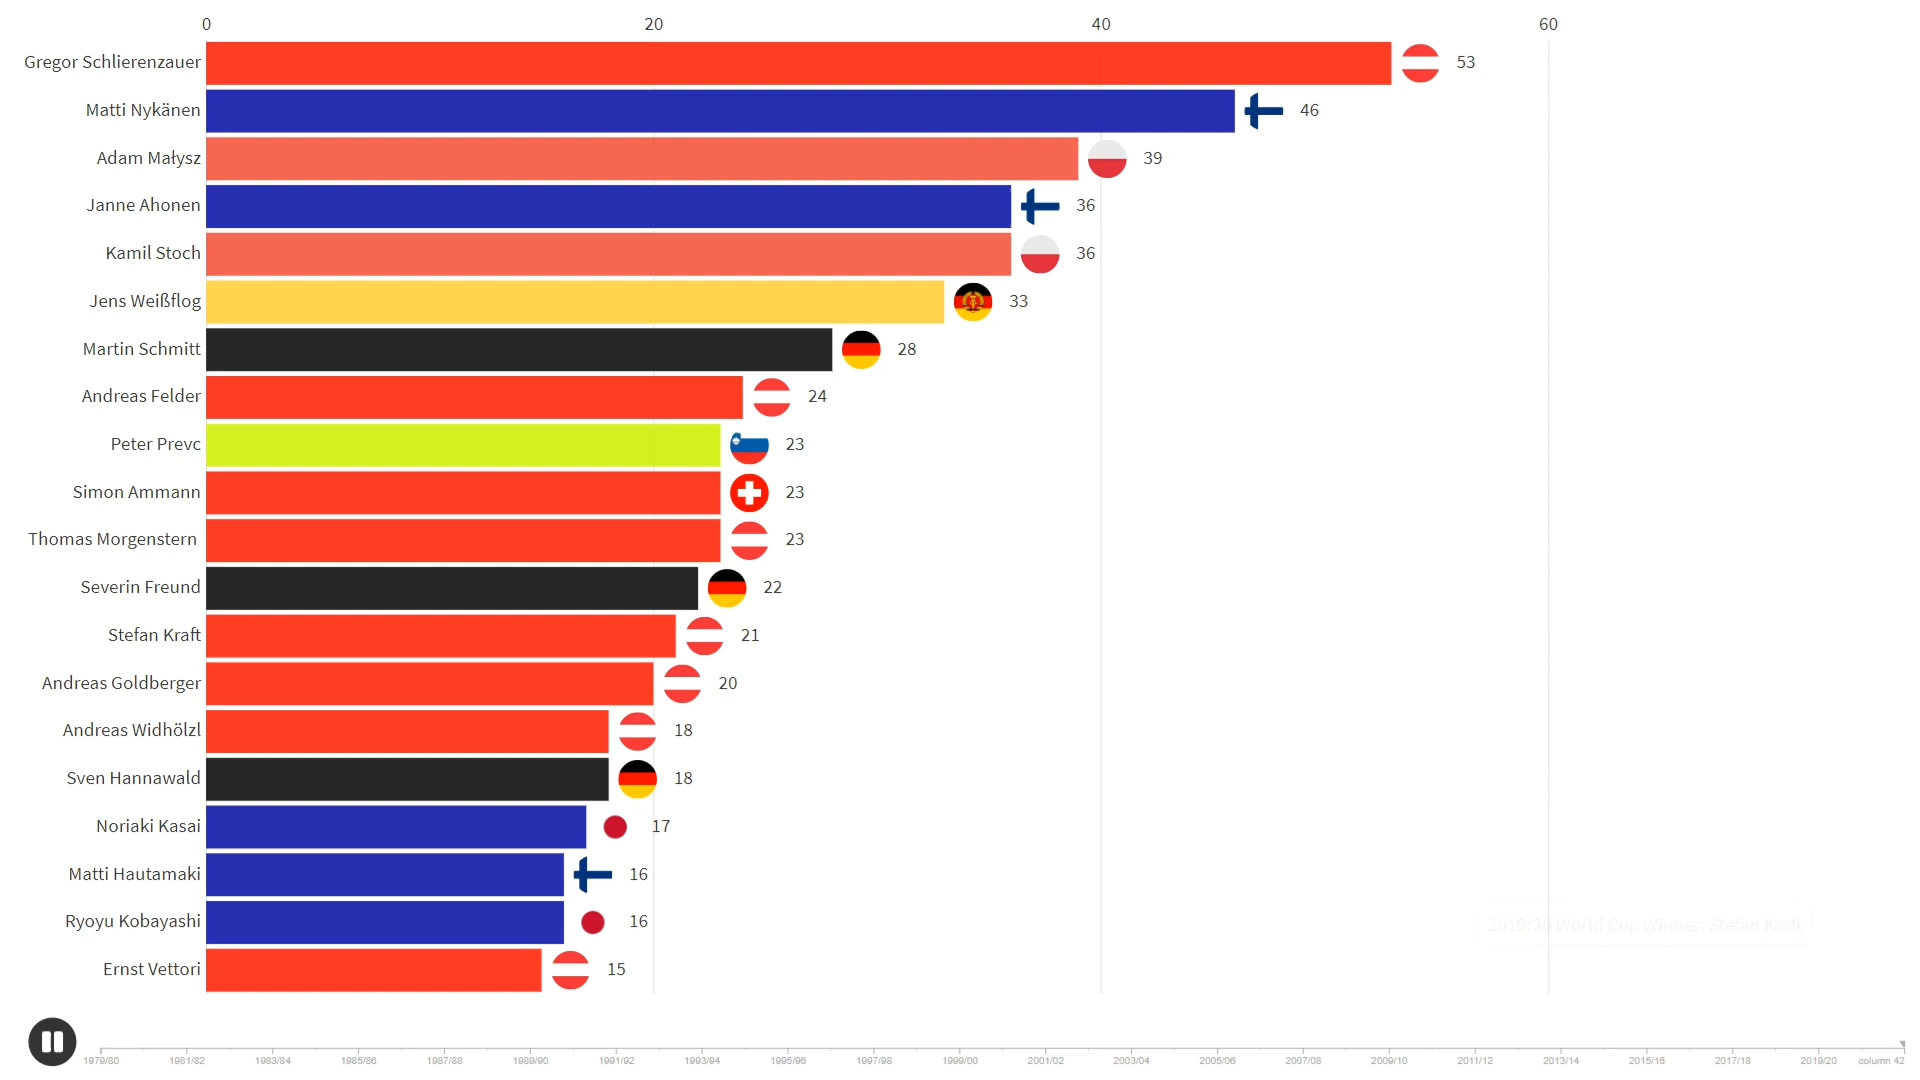 0 20 40 60
Gregor Schlierenzauer 53
Matti Nykänen 46
Adam Małysz 39
Janne Ahonen 36
Kamil Stoch 36
Jens Weißflog 33
Martin Schmitt 28
Andreas Felder 24
Peter Prevc 23
Simon Ammann 23
Thomas Morgenstern 23
Severin Freund 22
Stefan Kraft 21
Andreas Goldberger 20
Andreas Widhölzl 18
Sven Hannawald 18
Noriaki Kasai 17
Matti Hautamaki 16
Ryoyu Kobayashi 16
2019/20 World Cup Winner: Stefan Kraft
Ernst Vettori 15
1979/80 1981/82 1983/84 1985/86 1987/88 1989/90 1991/92 1993/94 1995/96 1997/98 1999/00 2001/02 2003/04 2005/06 2007/08 2009/10 2011/12 2013/14 2015/16 2017/18 2019/20 column 42